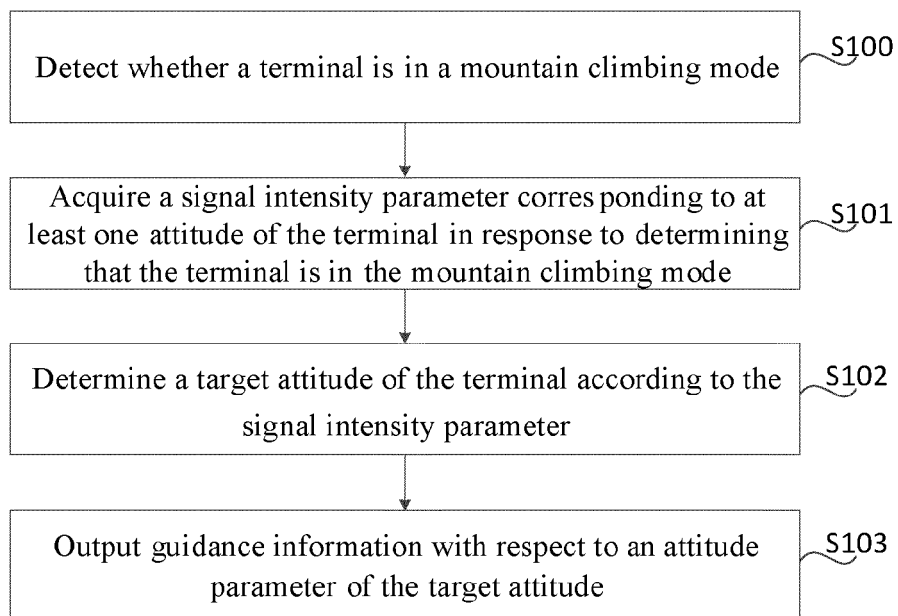 Detect whether a terminal is in a mountain climbing mode
S100
Acquire a signal intensity parameter corres ponding to at
least one attitude of the terminal in response to determining
that the terminal is in the mountain climbing mode
S101
Determine a target attitude of the terminal according to the
signal intensity parameter
S102
Output guidance information with respect to an attitude
parameter of the target attitude
S103